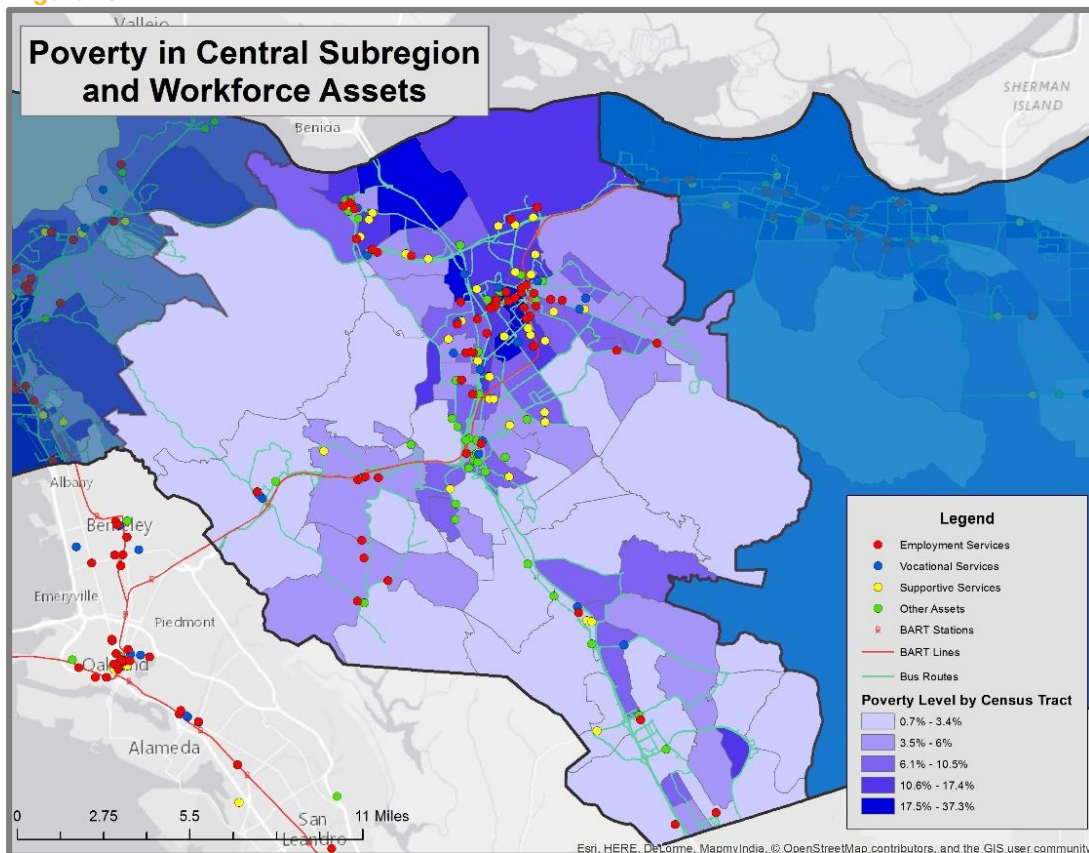 Vallejo
Poverty in Central Subregion
and Workforce Assets
Benicia
SHERMAN
ISLAND
Albany
Berkeley
Emeryville
Piedmont
Oakland
Alameda
San
Leandro
Legend
Employment Services
Vocational Services
Supportive Services
Other Assets
BART Stations
BART Lines
Bus Routes
Poverty Level by Census Tract
0.7% - 3.4%
3.5% - 6%
6.1% - 10.5%
10.6% - 17.4%
17.5% - 37.3%
0 2.75 5.5 11 Miles
Esri, HERE, DeLorme, MapmyIndia, © OpenStreetMap contributors, and the GIS user community